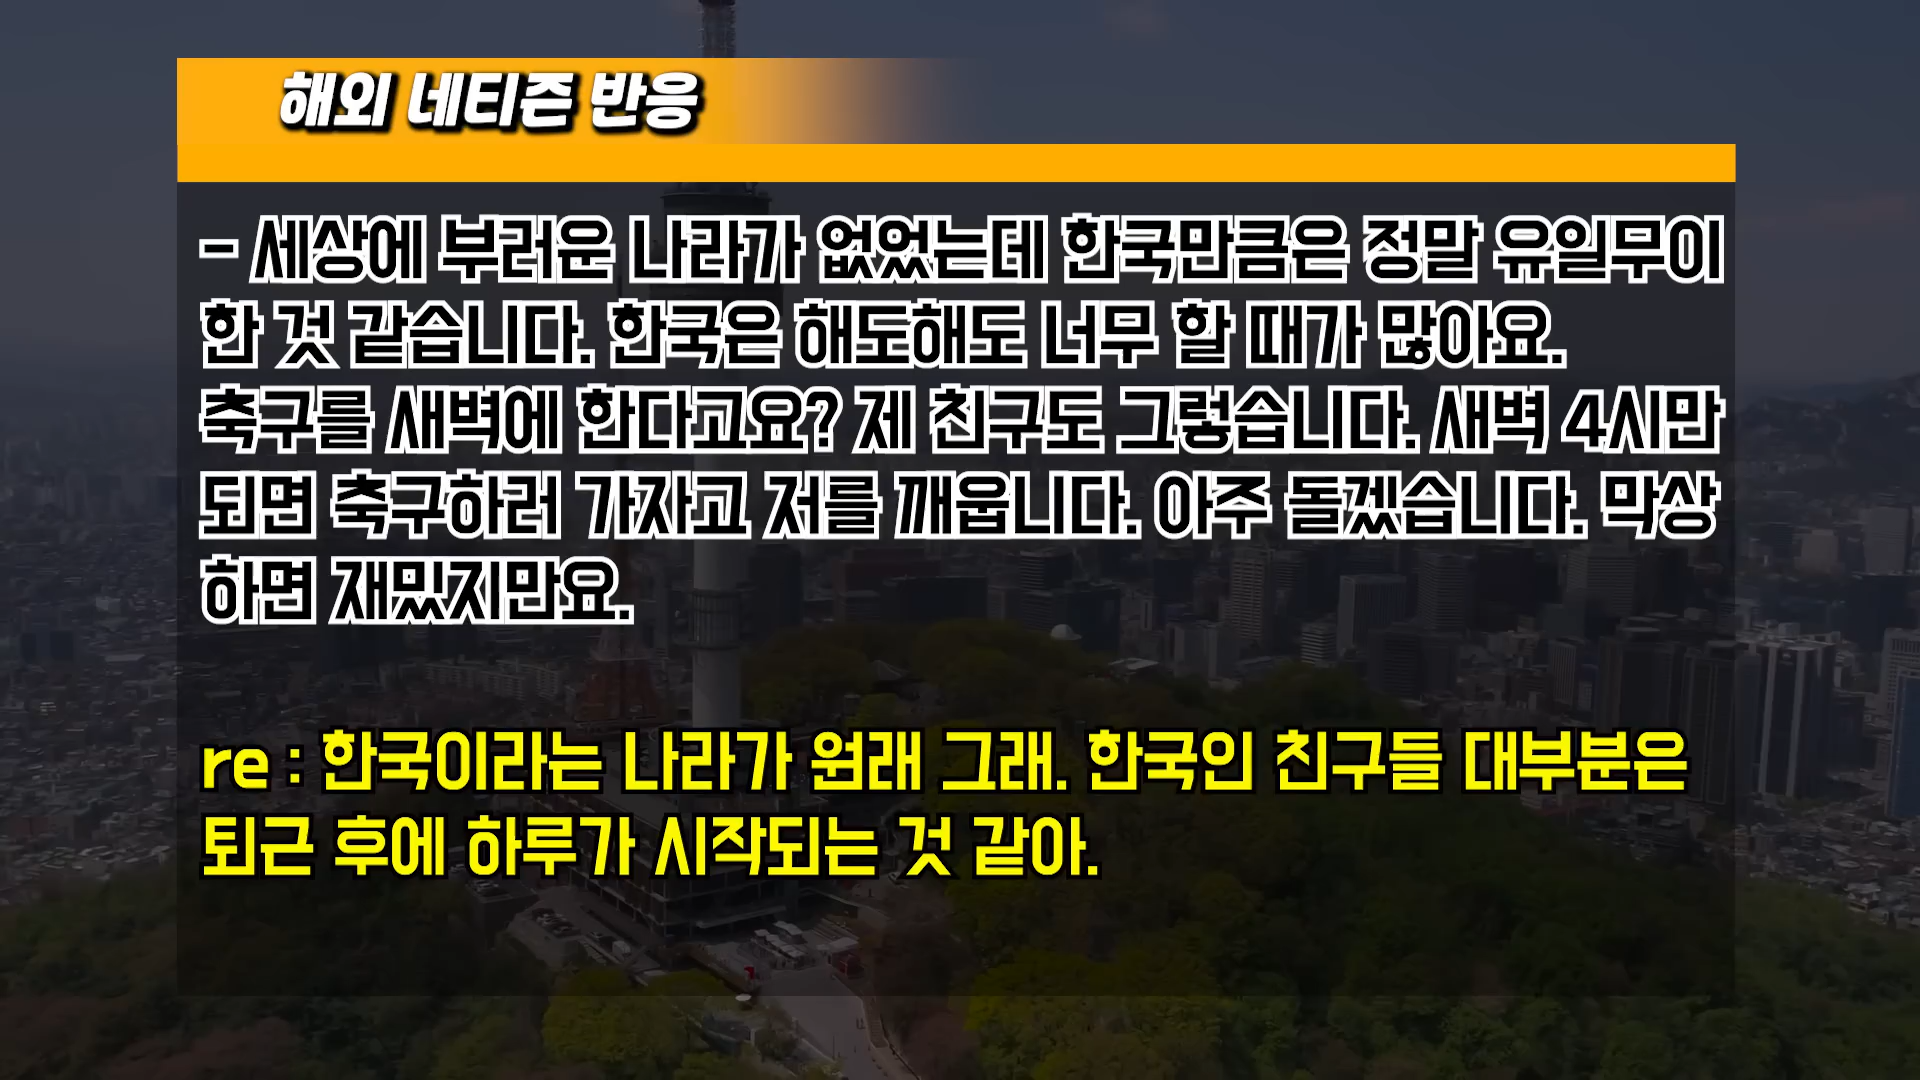 해외 네티즌 반응
- 세상에 부러운 나라가 없었는데 한국만큼은 정말 유일무이
한 것 같습니다. 한국은 해도해도 너무 할 때가 많아요.
축구를 새벽에 한다고요? 제 친구도 그렇습니다. 새벽 4시만
되면 축구하러 가자고 저를 깨웁니다. 아주 돌겠습니다. 막상
하면 재밌지만요.
re : 한국이라는 나라가 원래 그래. 한국인 친구들 대부분은
퇴근 후에 하루가 시작되는 것 같아.